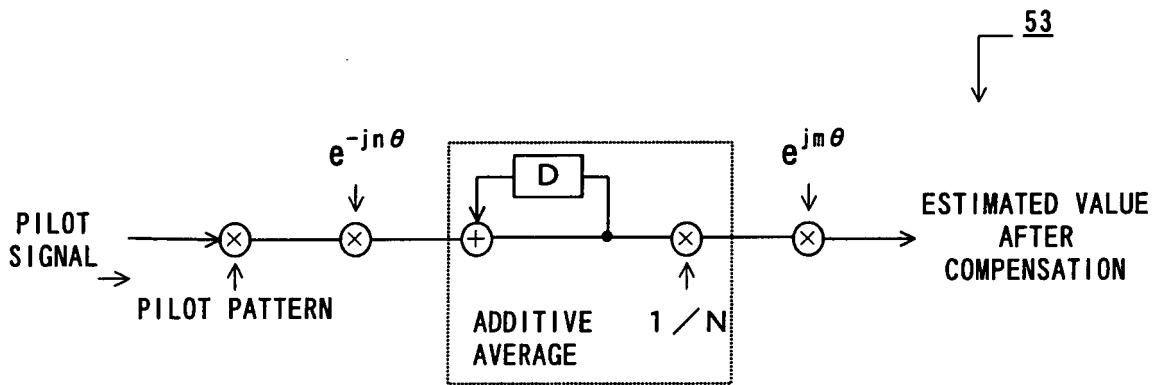 53
e^{-jnθ}
e^{jmθ}
D
PILOT
SIGNAL
PILOT PATTERN
ADDITIVE
AVERAGE
1/N
ESTIMATED VALUE
AFTER
COMPENSATION